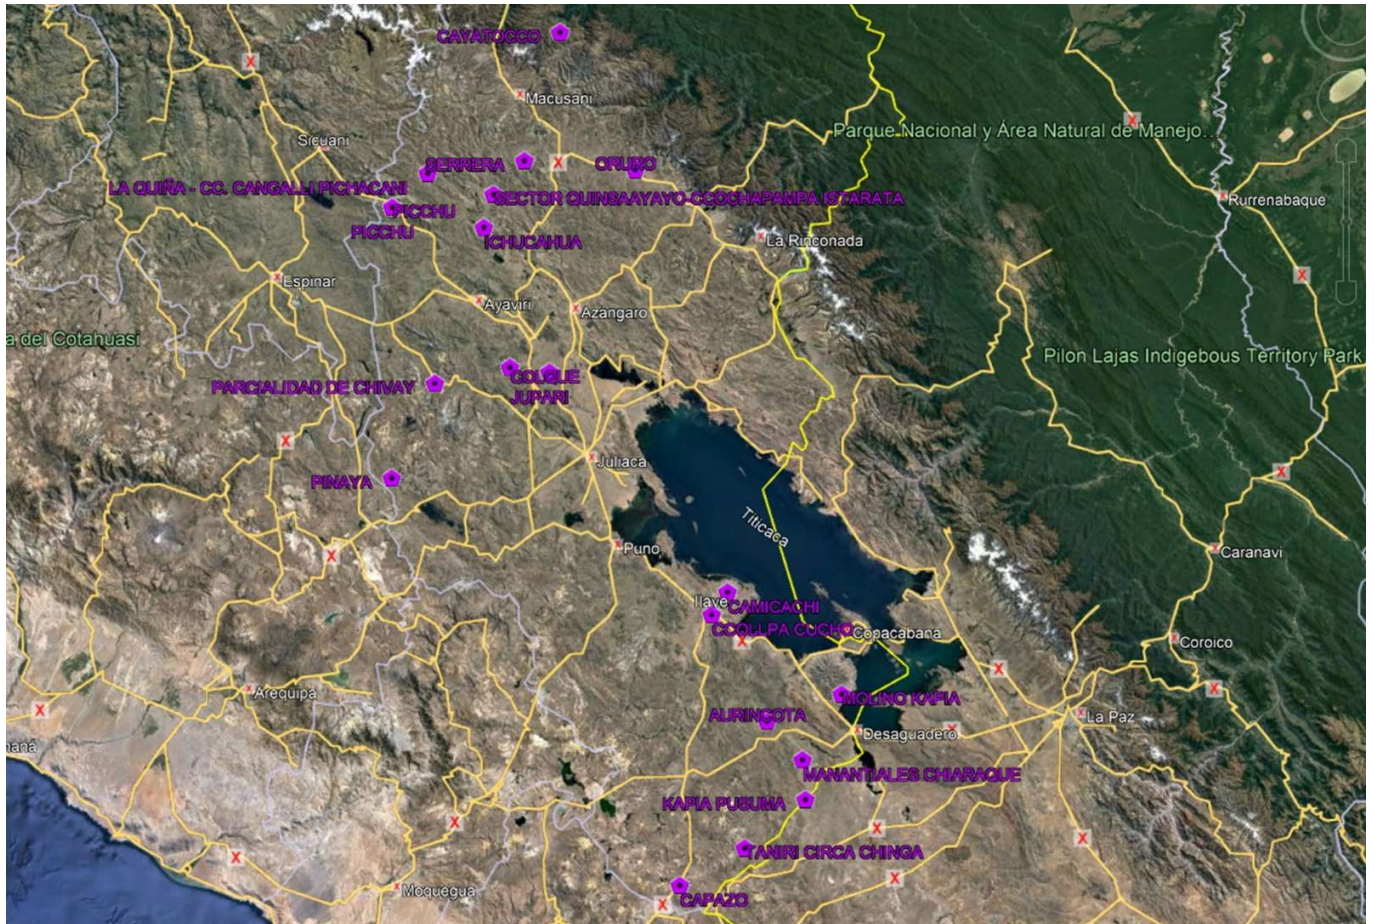 CAYATOCCO
Macusani
Parque Nacional y Área Natural de Manejo...
Sicuani
SERRERA
ORURO
LA QUIÑA - CC. CANGALLI PICHACANI
SECTOR QUINSAAYAYO-CCOCHAPAMPA ISTARATA
Rurrenabaque
PICCHU
PICCHU
ICHUCAHUA
La Rinconada
Espinar
Ayaviri
Azángaro
a del Cotahuasi
Pilon Lajas Indigebous Territory Park
COLQUE
PARCIALIDAD DE CHIVAY
JUPARI
Juliaca
PINAYA
Titicaca
Puno
Caranavi
Ilave
CAMICACHI
CCOLLPA CUCHO
Copacabana
Coroico
Arequipa
MOLINO KAPIA
AURINCOTA
La Paz
Desaguadero
maná
MANANTIALES CHIARAQUE
KAPIA PUSUMA
TANIRI CIRCA CHINGA
Moquegua
CAPAZO